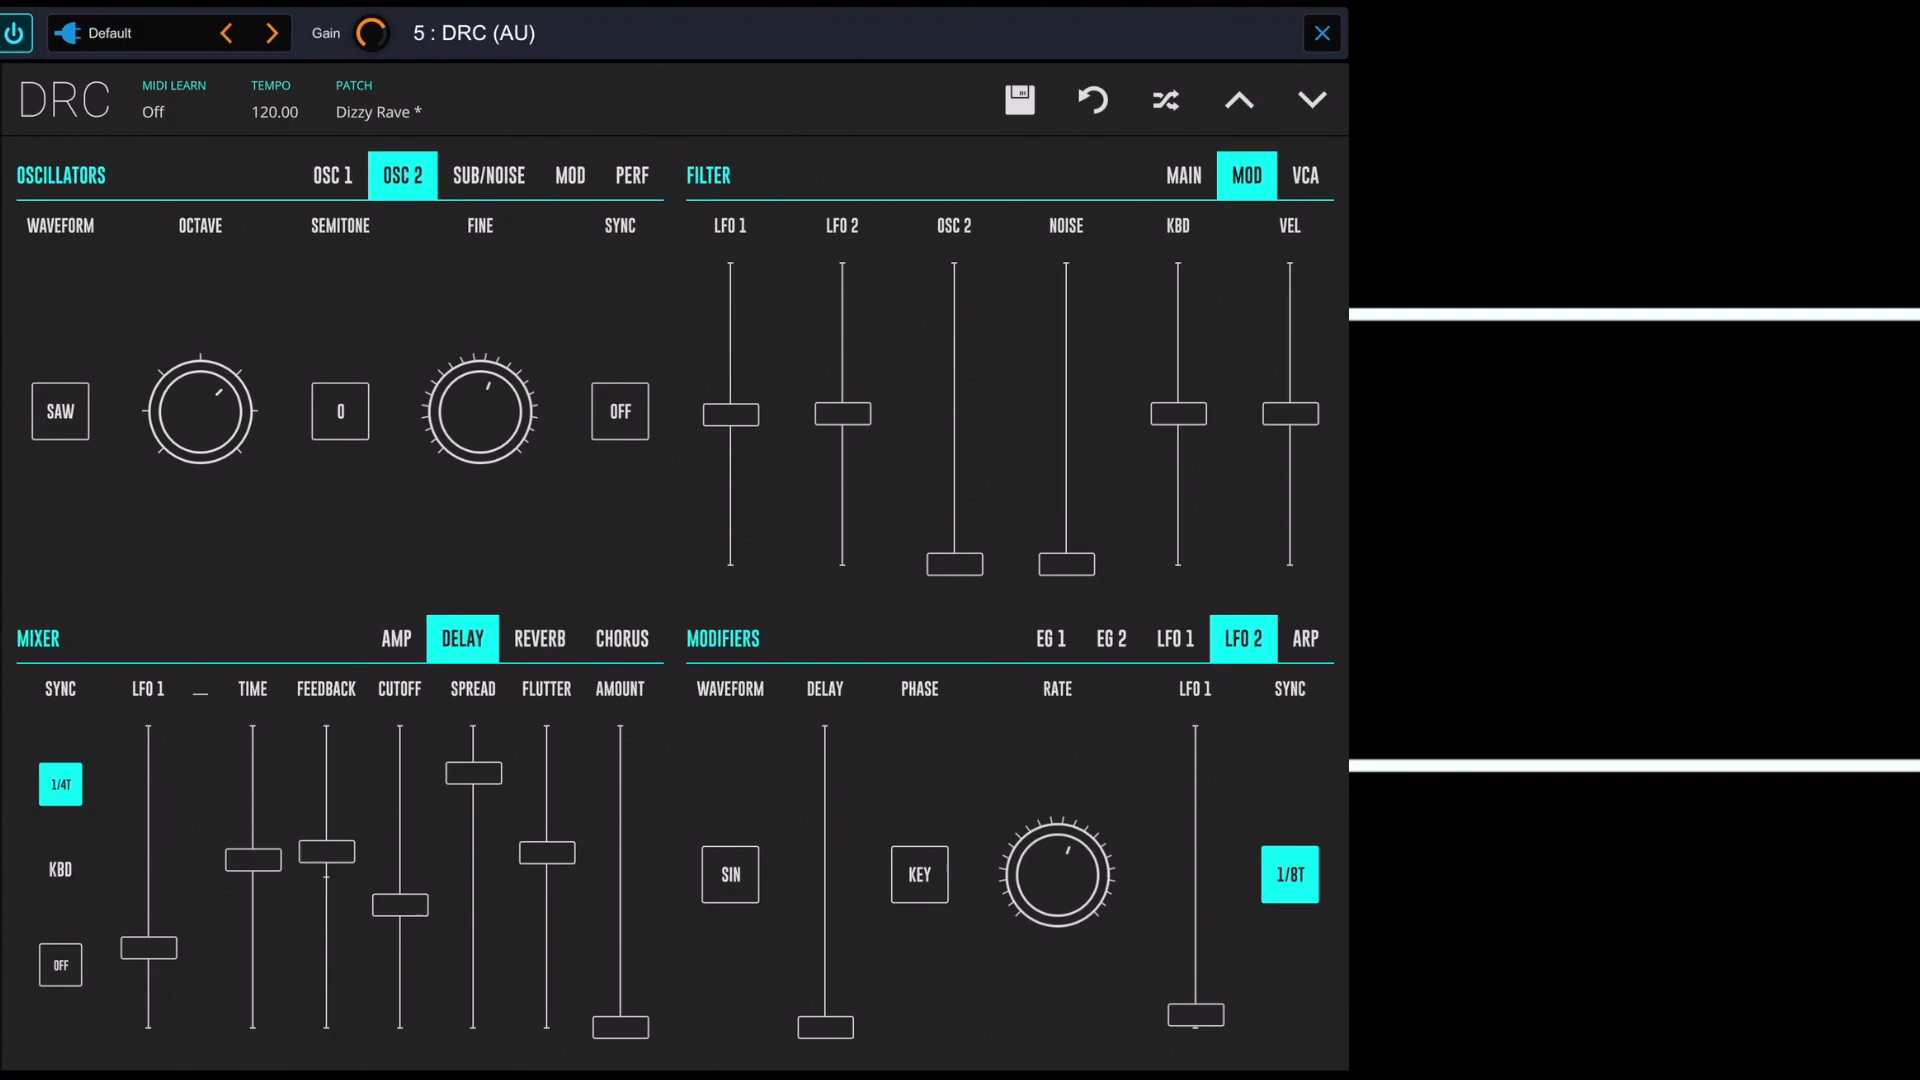 Default Gain 5 : DRC (AU)
DRC
MIDI LEARN TEMPO PATCH
Off 120.00 Dizzy Rave *
OSCILLATORS OSC 1 OSC 2 SUB/NOISE MOD PERF
WAVEFORM OCTAVE SEMITONE FINE SYNC
SAW 0 OFF
FILTER MAIN MOD VCA
LFO 1 LFO 2 OSC 2 NOISE KBD VEL
MIXER AMP DELAY REVERB CHORUS
SYNC LFO 1 __ TIME FEEDBACK CUTOFF SPREAD FLUTTER AMOUNT
1/4T
KBD
OFF
MODIFIERS EG 1 EG 2 LFO 1 LFO 2 ARP
WAVEFORM DELAY PHASE RATE LFO 1 SYNC
SIN KEY 1/8T